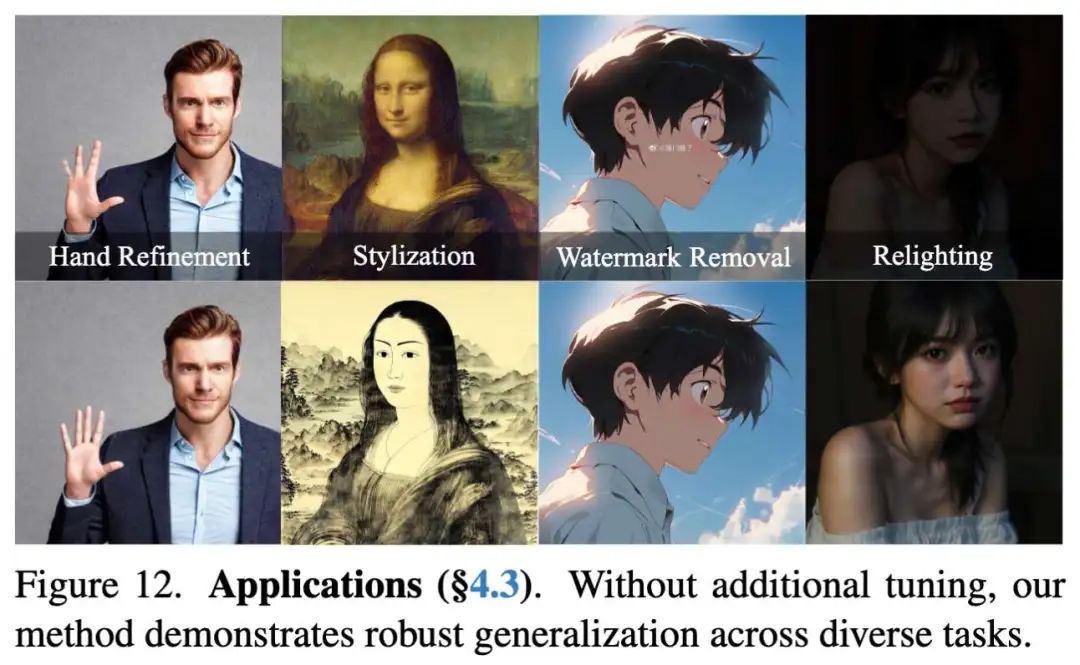 Hand Refinement
Stylization
Watermark Removal
Relighting
Figure 12. Applications (§4.3). Without additional tuning, our
method demonstrates robust generalization across diverse tasks.